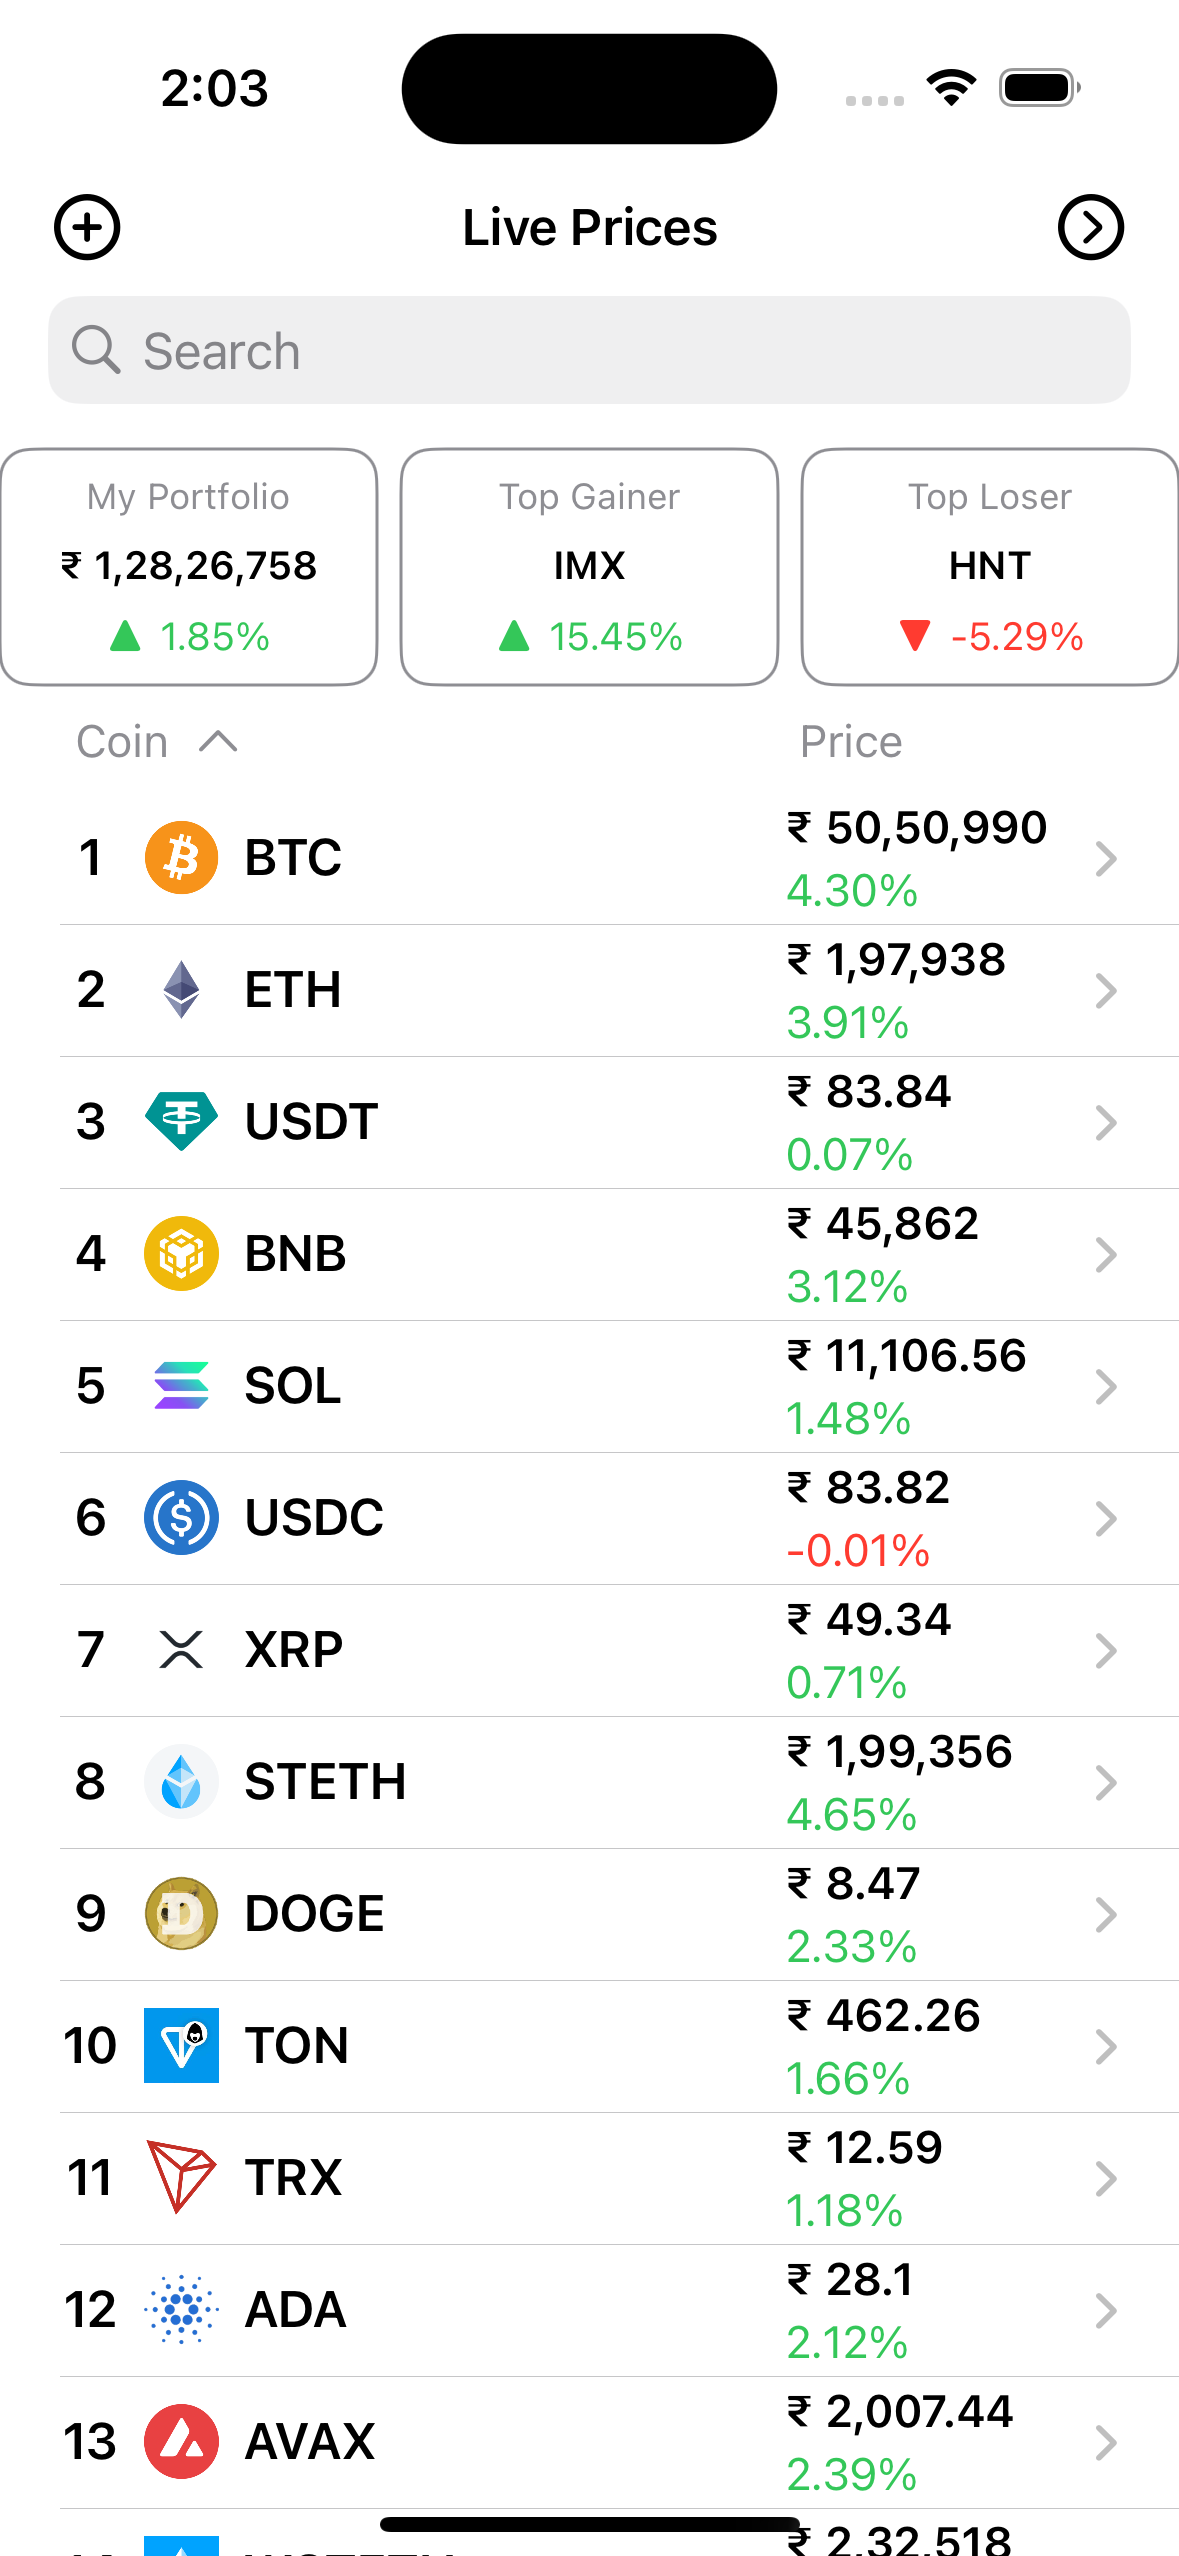 2:03
Live Prices
Search
My Portfolio
₹ 1,28,26,758
▲ 1.85%
Top Gainer
IMX
▲ 15.45%
Top Loser
HNT
▼ -5.29%
Coin
Price
1 BTC ₹ 50,50,990
4.30%
2 ETH ₹ 1,97,938
3.91%
3 USDT ₹ 83.84
0.07%
4 BNB ₹ 45,862
3.12%
5 SOL ₹ 11,106.56
1.48%
6 USDC ₹ 83.82
-0.01%
7 XRP ₹ 49.34
0.71%
8 STETH ₹ 1,99,356
4.65%
9 DOGE ₹ 8.47
2.33%
10 TON ₹ 462.26
1.66%
11 TRX ₹ 12.59
1.18%
12 ADA ₹ 28.1
2.12%
13 AVAX ₹ 2,007.44
2.39%
₹ 2,32,518